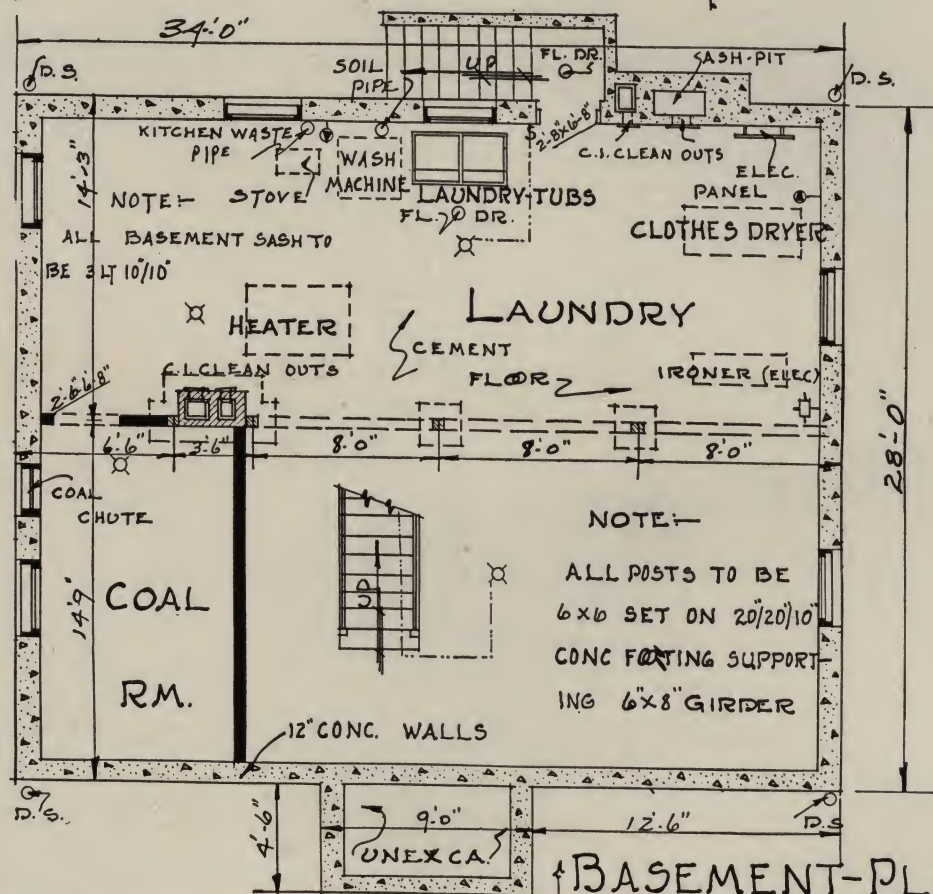 34'-0"
D.S.
SOIL
PIPE
UP
FL. DR.
ASH-PIT
D.S.
KITCHEN WASTE
PIPE
STOVE
WASH
MACHINE
LAUNDRY-TUBS
FL. DR.
S
2'-8"X6'-8"
C.I. CLEAN OUTS
ELEC.
PANEL
CLOTHES DRYER
14'-3"
NOTE:-
ALL BASEMENT SASH TO
BE 3 LT 10"/10"
HEATER
LAUNDRY
CEMENT
FLOOR
IRONER (ELEC)
C.I. CLEAN OUTS
2'-6"-6'-8"
6'-6"
3'-6"
8'-0"
8'-0"
8'-0"
28'-0"
COAL
CHUTE
COAL
RM.
14'-9"
UP
NOTE:-
ALL POSTS TO BE
6X6 SET ON 20"/20"/10"
CONC FOOTING SUPPORT
ING 6"X8" GIRDER
12" CONC. WALLS
D.S.
4'-6"
9'-0"
12'-6"
D.S
UNEXCA.
BASEMENT-PL